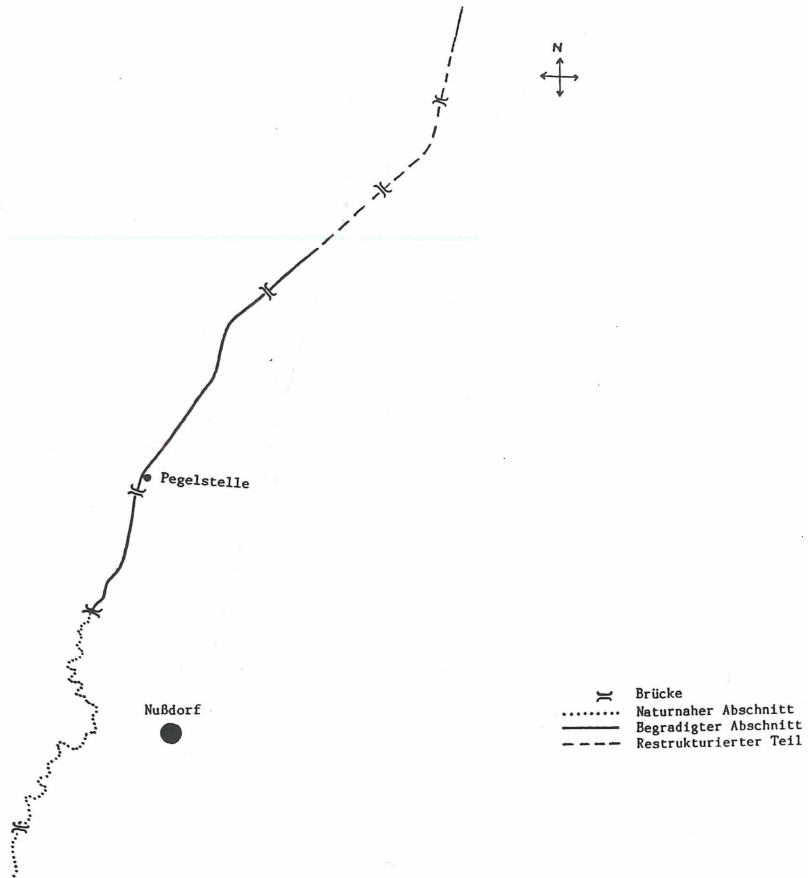 N
Pegelstelle
Nußdorf
Brücke
Naturnaher Abschnitt
Begradigter Abschnitt
Restrukturierter Teil